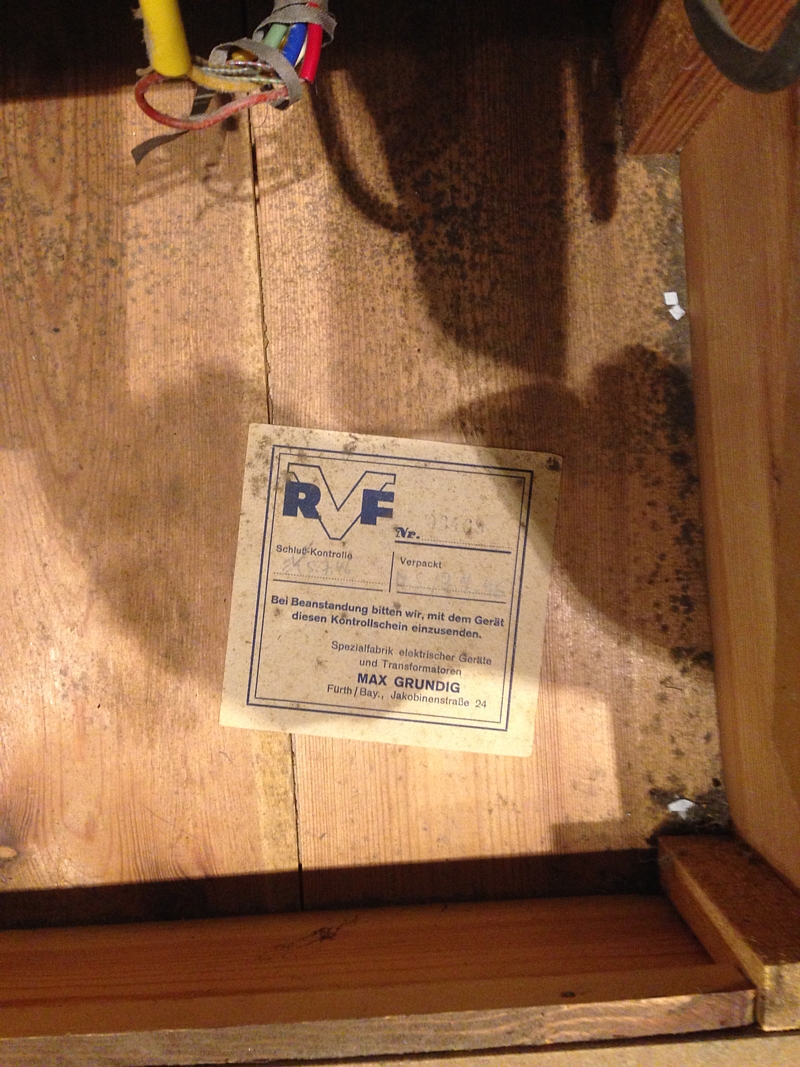 RVF
Nr.
Schluß-Kontrolle
Verpackt
Bei Beanstandung bitten wir, mit dem Gerät
diesen Kontrollschein einzusenden.
Spezialfabrik elektrischer Geräte
und Transformatoren
MAX GRUNDIG
Fürth/Bay., Jakobinenstraße 24